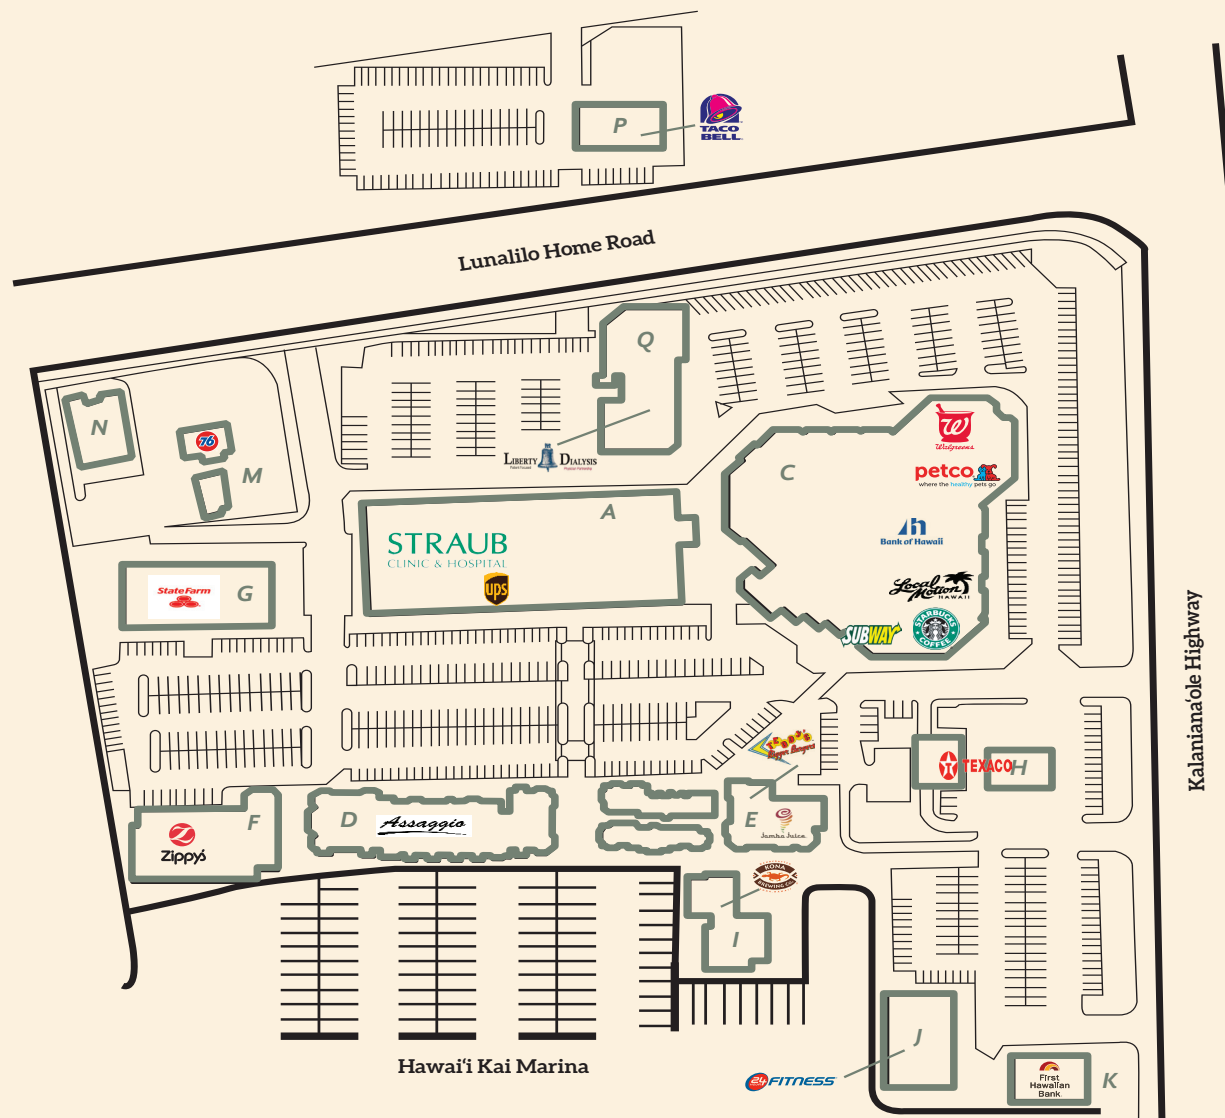 P
TACO
BELL
Lunalilo Home Road
Q
N
76
M
LIBERTY DIALYSIS
C
Walgreens
petco
where the healthy pets go
A
STRAUB
CLINIC & HOSPITAL
ups
Bank of Hawaii
Local
Motion
HAWAII
StateFarm
G
SUBWAY
STARBUCKS
COFFEE
Kalaniana'ole Highway
TEDDY'S
Bigger Burgers
TEXACO
H
F
Zippy's
D
Assaggio
E
Jamba Juice
KONA
BREWING CO.
I
Hawai'i Kai Marina
J
24 FITNESS
First
Hawaiian
Bank
K